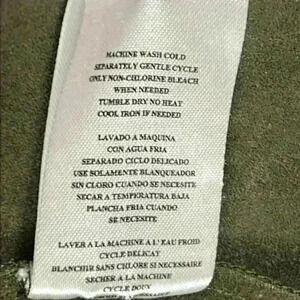 MACHINE WASH COLD
SEPARATELY GENTLE CYCLE
ONLY NON-CHLORINE BLEACH
WHEN NEEDED
TUMBLE DRY NO HEAT
COOL IRON IF NEEDED
LAVADO A MAQUINA
CON AGUA FRIA
SEPARADO CICLO DELICADO
USE SOLAMENTE BLANQUEADOR
SIN CLORO CUANDO SE NECESITE
SECAR A TEMPERATURA BAJA
PLANCHA FRIA CUANDO
SE NECESITE
LAVER A LA MACHINE A L' EAU FROID
CYCLE DELICAT
BLANCHIR SANS CHLORE SI NECESSAIRE
SECHER A LA MACHINE
CYCLE DOUX